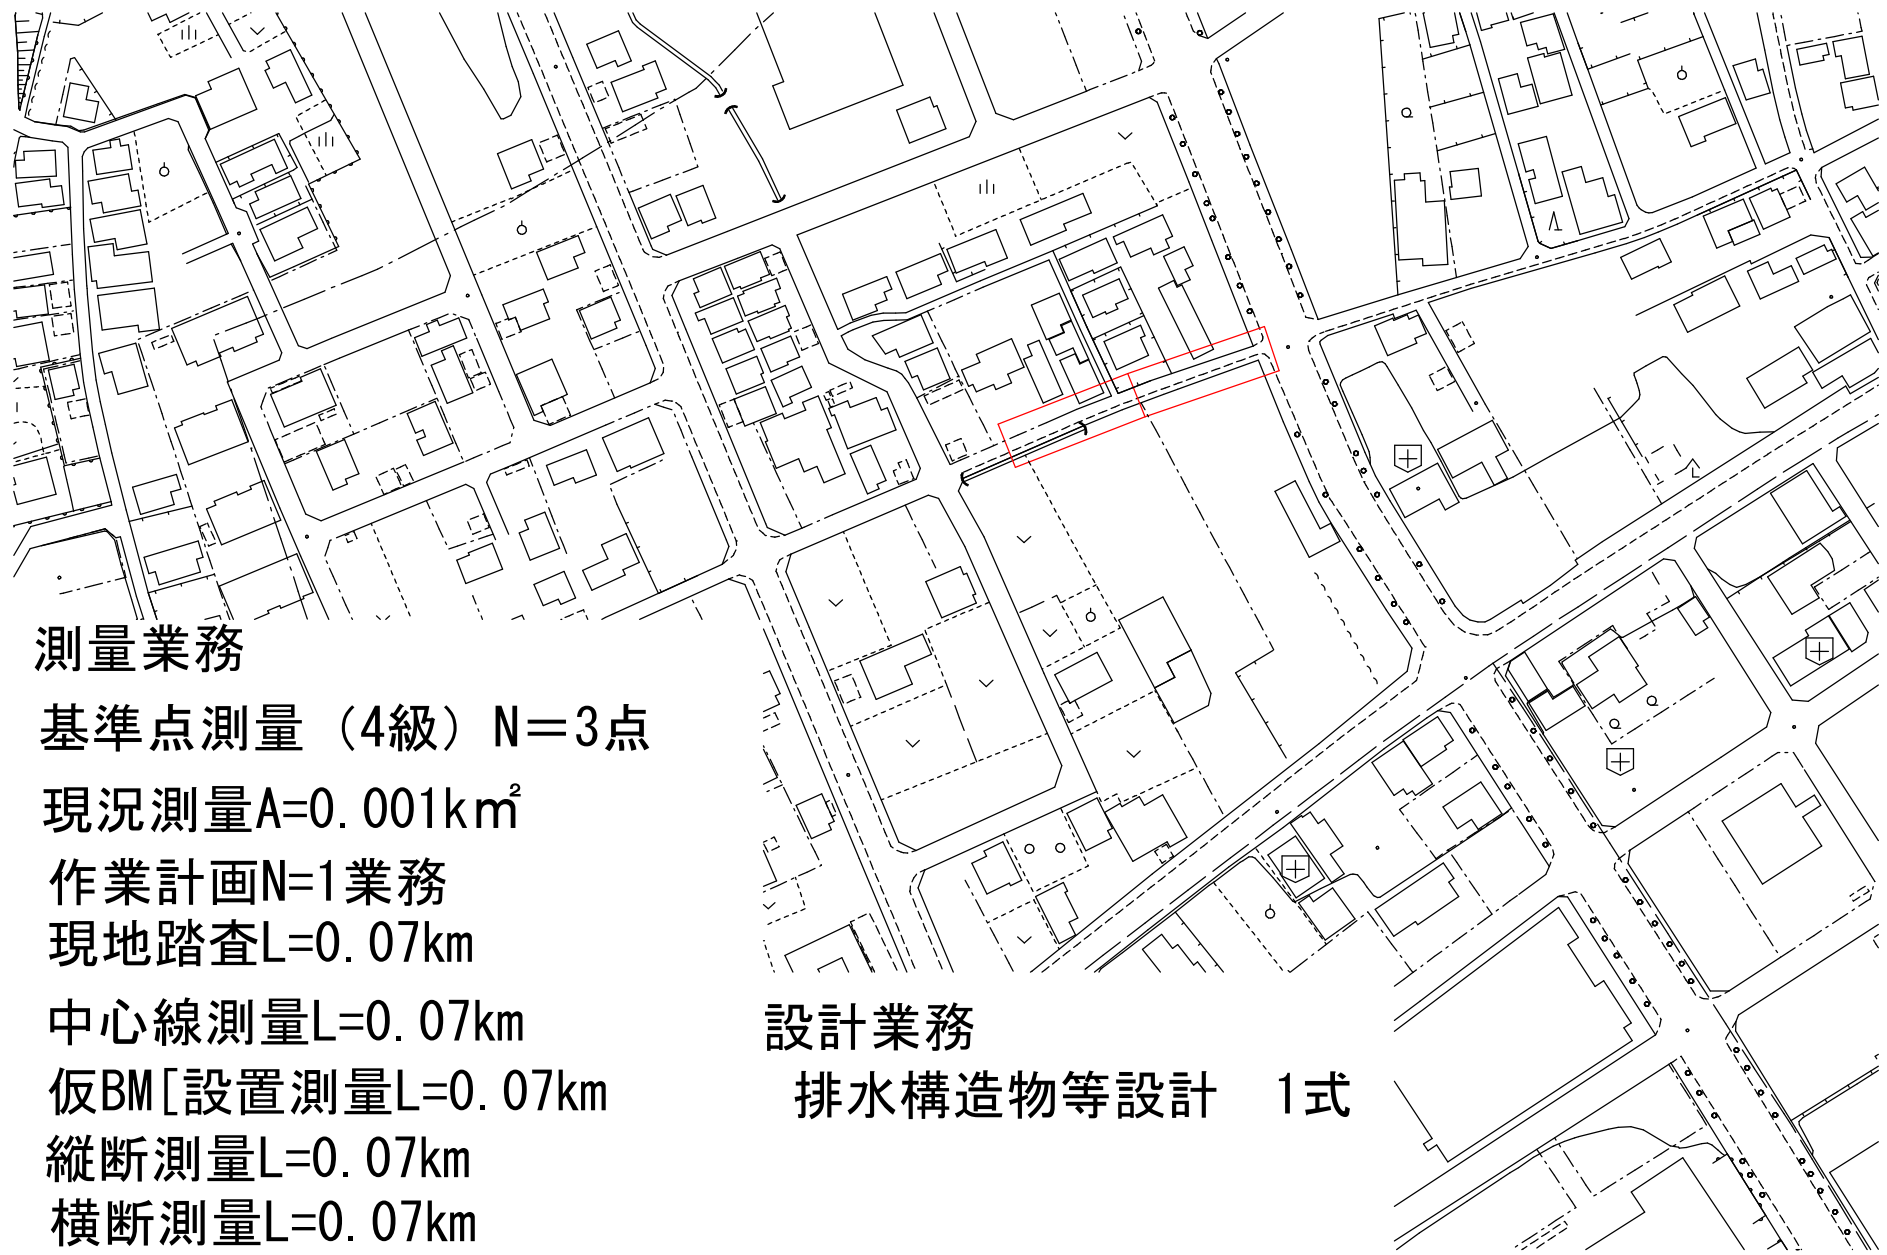 測量業務
基準点測量（4級）N＝3点
現況測量A=0.001k㎡
作業計画N=1業務
現地踏査L=0.07km
中心線測量L=0.07km
仮BM[設置測量L=0.07km
縦断測量L=0.07km
横断測量L=0.07km
設計業務
排水構造物等設計　1式